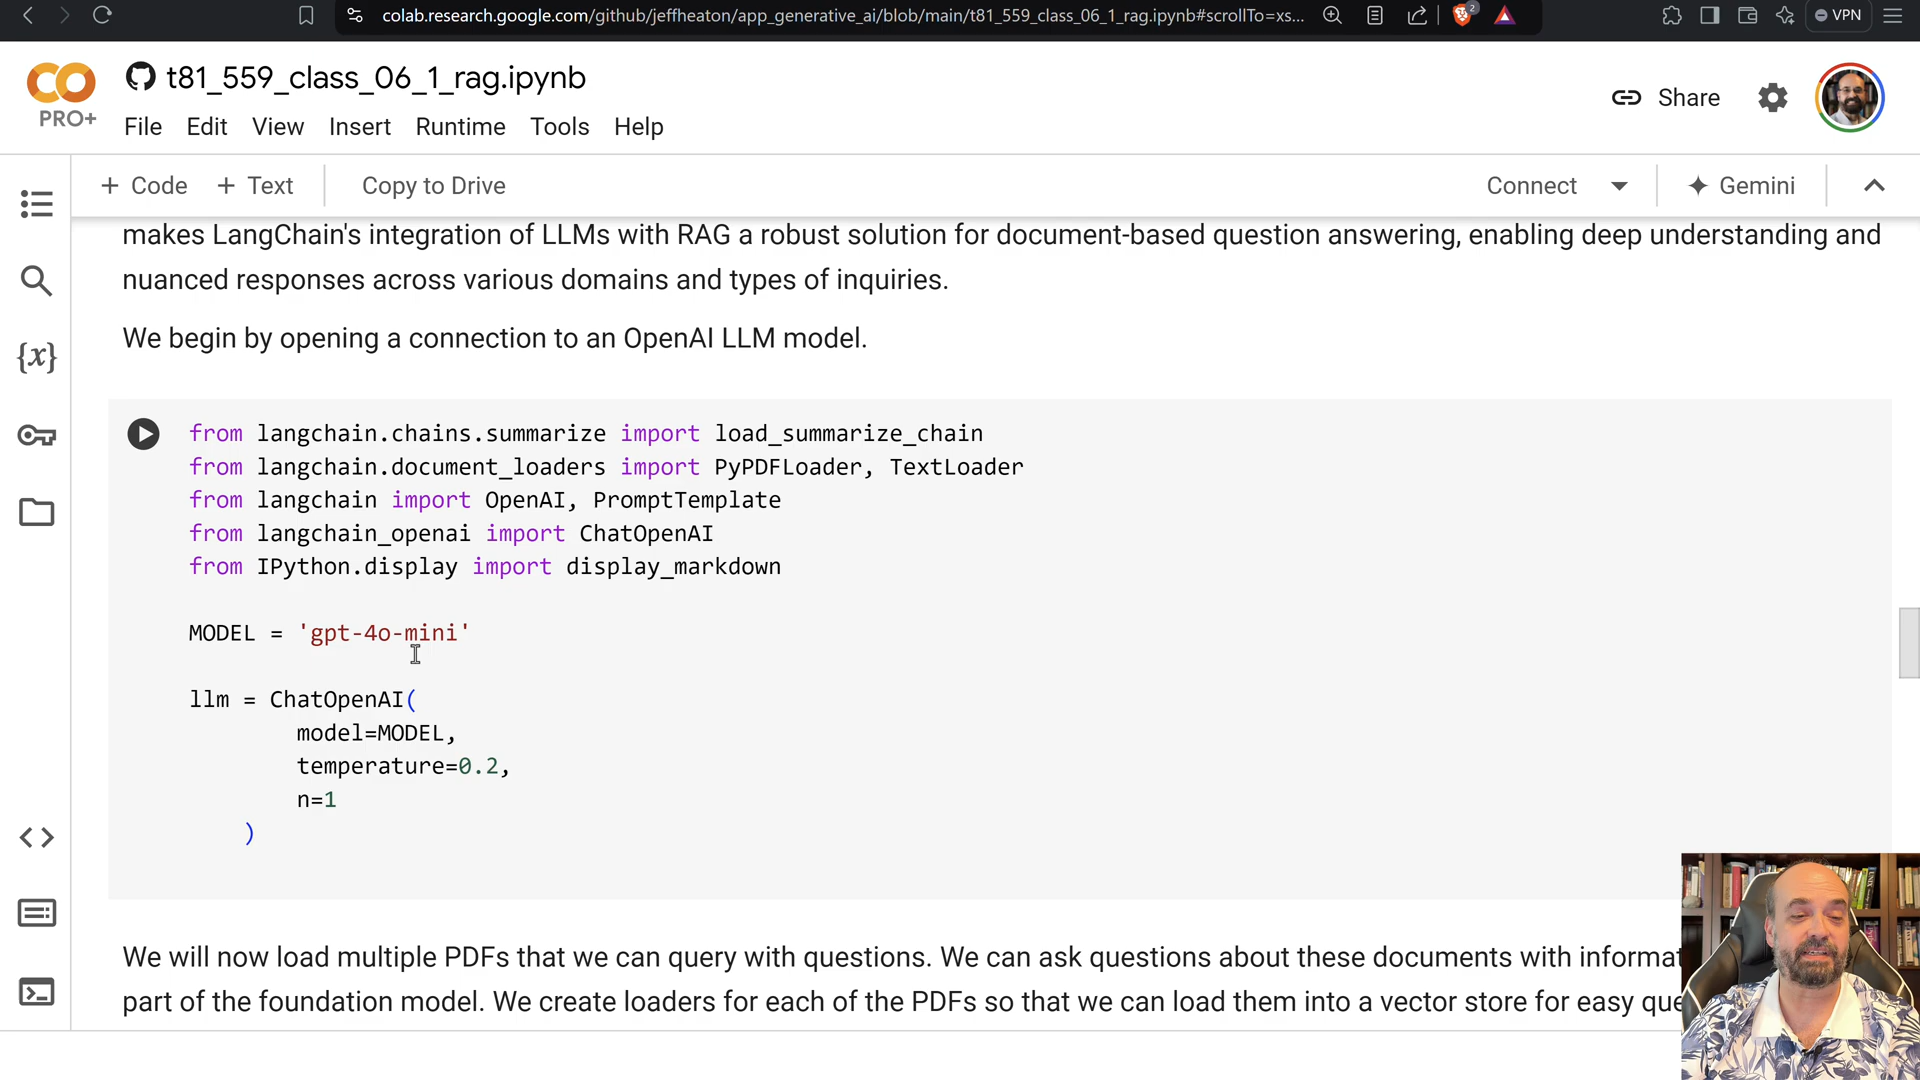 colab.research.google.com/github/jeffheaton/app_generative_ai/blob/main/t81_559_class_06_1_rag.ipynb#scrollTo=xs...
2
VPN
CO
PRO+
t81_559_class_06_1_rag.ipynb
Share
File Edit View Insert Runtime Tools Help
+ Code + Text Copy to Drive
Connect
Gemini
makes LangChain's integration of LLMs with RAG a robust solution for document-based question answering, enabling deep understanding and
nuanced responses across various domains and types of inquiries.
We begin by opening a connection to an OpenAI LLM model.
{x}
from langchain.chains.summarize import load_summarize_chain
from langchain.document_loaders import PyPDFLoader, TextLoader
from langchain import OpenAI, PromptTemplate
from langchain_openai import ChatOpenAI
from IPython.display import display_markdown
MODEL = 'gpt-4o-mini'
llm = ChatOpenAI(
model=MODEL,
temperature=0.2,
n=1
)
We will now load multiple PDFs that we can query with questions. We can ask questions about these documents with informat
part of the foundation model. We create loaders for each of the PDFs so that we can load them into a vector store for easy que